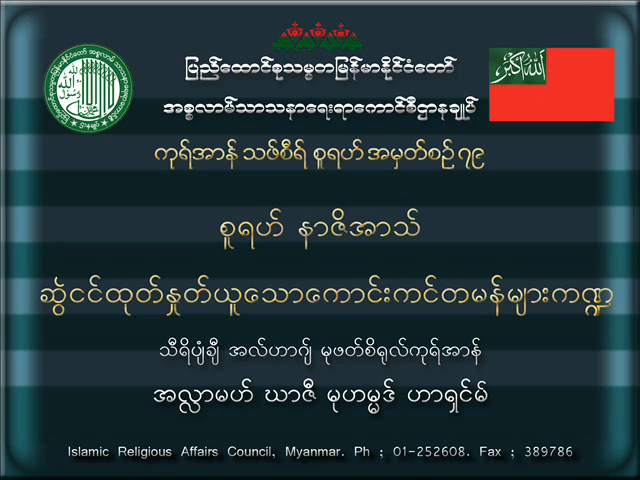 ပြည်ထောင်စုသမ္မတမြန်မာနိုင်ငံတော်
အစ္စလာမ်သာသနာရေးရာကောင်စီဌာနချုပ်
الله أكبر
ကုရ်အာန် သဖ်စီရ် စူရဟ် အမှတ်စဉ် ၇၉
စူရဟ် နာဇိအာသ်
ဆွဲငင်ထုတ်နှုတ်ယူသောကောင်းကင်တမန်များကဏ္ဍ
သီရိပျံချီ အလ်ဟာဂျ် မုဖတ်စိရုလ်ကုရ်အာန်
အလ္လာမဟ် ဃာဇီ မုဟမ္မဒ် ဟာရှင်မ်
Islamic Religious Affairs Council, Myanmar. Ph ; 01-252608. Fax ; 389786